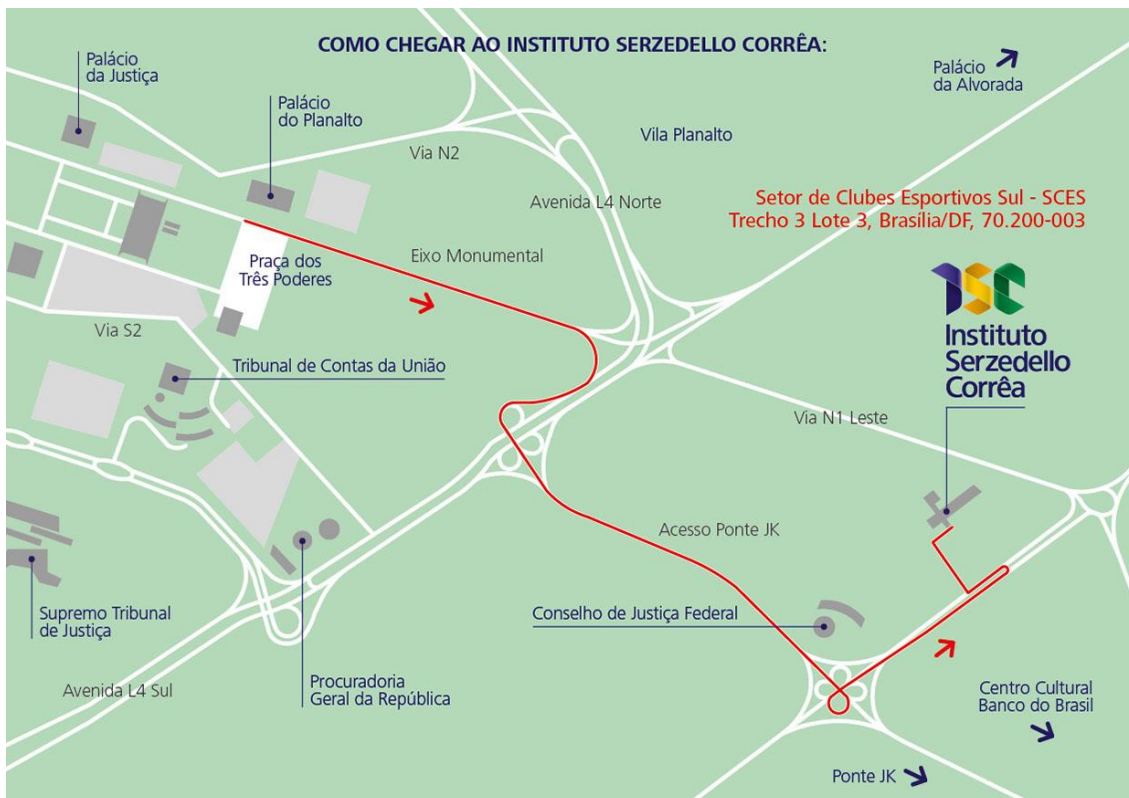 COMO CHEGAR AO INSTITUTO SERZEDELLO CORRÊA:
Palácio
da Justiça
Palácio
do Planalto
Palácio
da Alvorada
Vila Planalto
Via N2
Avenida L4 Norte
Setor de Clubes Esportivos Sul - SCES
Trecho 3 Lote 3, Brasília/DF, 70.200-003
Eixo Monumental
Praça dos
Três Poderes
ISC
Instituto
Serzedello
Corrêa
Via S2
Tribunal de Contas da União
Via N1 Leste
Acesso Ponte JK
Supremo Tribunal
de Justiça
Conselho de Justiça Federal
Avenida L4 Sul
Procuradoria
Geral da República
Centro Cultural
Banco do Brasil
Ponte JK